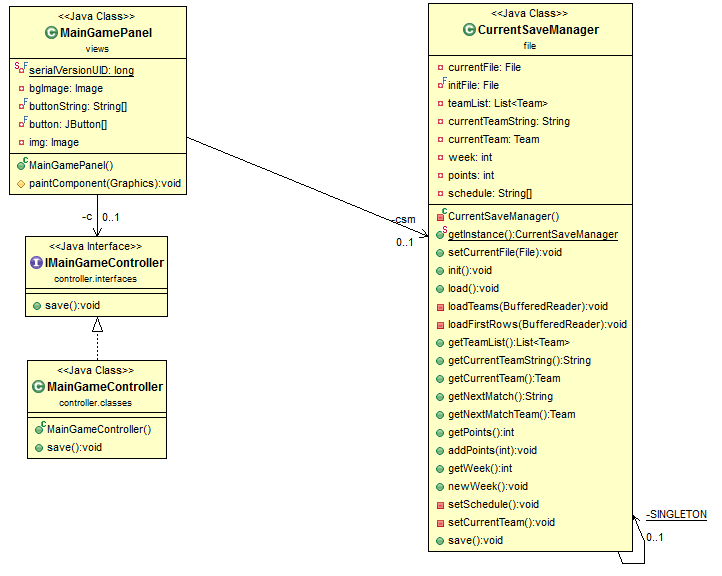 <<Java Class>>
MainGamePanel
views
serialVersionUID: long
bgImage: Image
buttonString: String[]
button: JButton[]
img: Image
MainGamePanel()
paintComponent(Graphics):void
-c
0..1
<<Java Interface>>
IMainGameController
controller.interfaces
save():void
<<Java Class>>
MainGameController
controller.classes
MainGameController()
save():void
-csm
0..1
<<Java Class>>
CurrentSaveManager
file
currentFile: File
initFile: File
teamList: List<Team>
currentTeamString: String
currentTeam: Team
week: int
points: int
schedule: String[]
CurrentSaveManager()
getInstance():CurrentSaveManager
setCurrentFile(File):void
init():void
load():void
loadTeams(BufferedReader):void
loadFirstRows(BufferedReader):void
getTeamList():List<Team>
getCurrentTeamString():String
getCurrentTeam():Team
getNextMatch():String
getNextMatchTeam():Team
getPoints():int
addPoints(int):void
getWeek():int
newWeek():void
setSchedule():void
setCurrentTeam():void
save():void
-SINGLETON
0..1